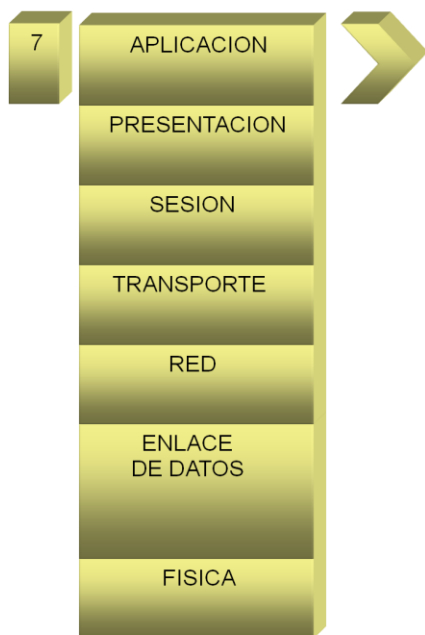 7
APLICACION
PRESENTACION
SESION
TRANSPORTE
RED
ENLACE
DE DATOS
FISICA